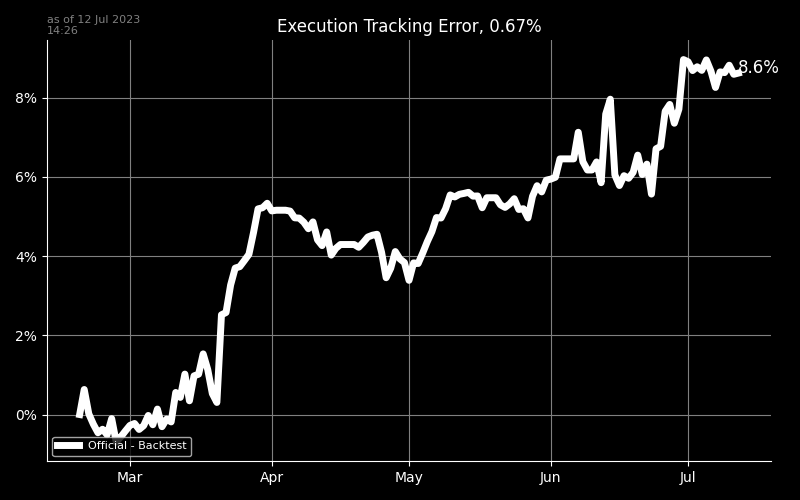 as of 12 Jul 2023
14:26
Execution Tracking Error, 0.67%
8.6%
8%
6%
4%
2%
0%
Official - Backtest
Mar
Apr
May
Jun
Jul